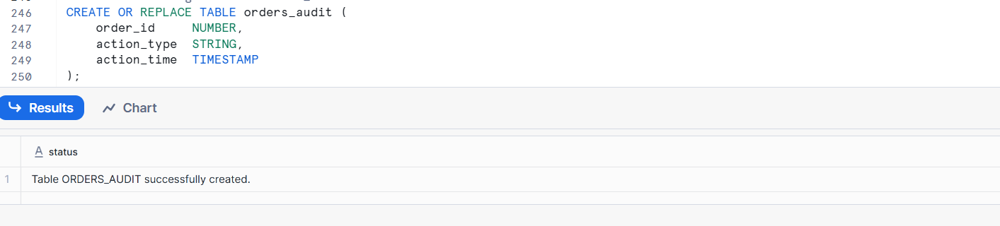 246 CREATE OR REPLACE TABLE orders_audit (
247 order_id NUMBER,
248 action_type STRING,
249 action_time TIMESTAMP
250 );
Results Chart
A status
1 Table ORDERS_AUDIT successfully created.